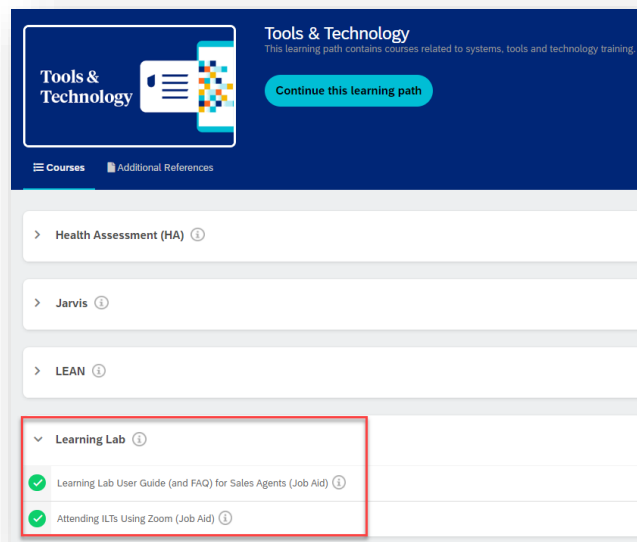 Tools & Technology
This learning path contains courses related to systems, tools and technology training.
Tools &
Technology
Continue this learning path
Courses
Additional References
Health Assessment (HA)
Jarvis
LEAN
Learning Lab
Learning Lab User Guide (and FAQ) for Sales Agents (Job Aid)
Attending ILTs Using Zoom (Job Aid)